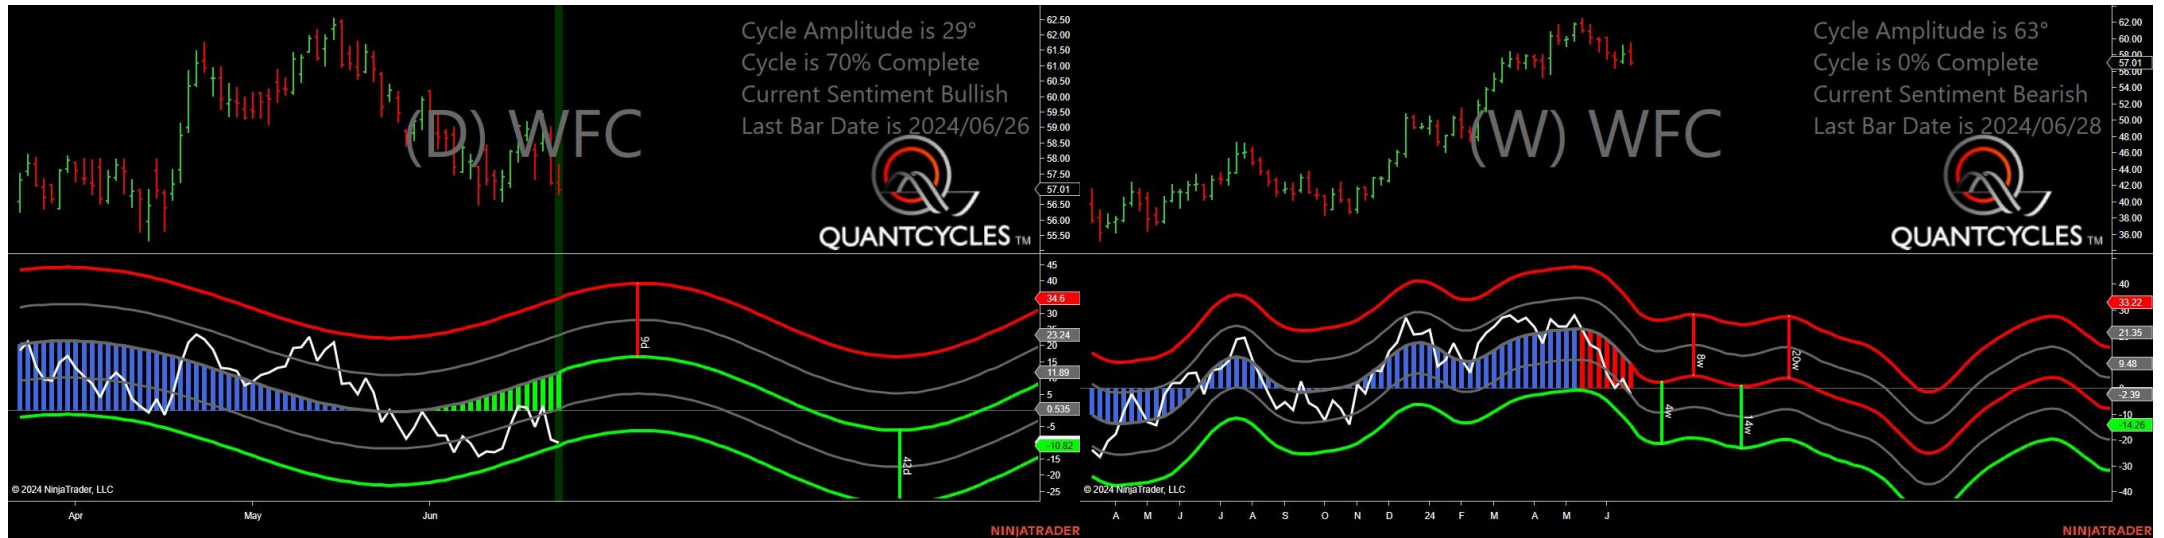 Cycle Amplitude is 29°
Cycle is 70% Complete
Current Sentiment Bullish
Last Bar Date is 2024/06/26
(D) WFC
QUANTCYCLES TM
62.50
62.00
61.50
61.00
60.50
60.00
59.50
59.00
58.50
58.00
57.50
57.01
56.50
56.00
55.50
45
40
34.6
30
25
23.24
20
15
11.89
10
5
0.535
-5
-10.82
-15
-20
-25
9d
42d
© 2024 NinjaTrader, LLC
Apr
May
Jun
NINJATRADER
Cycle Amplitude is 63°
Cycle is 0% Complete
Current Sentiment Bearish
Last Bar Date is 2024/06/28
(W) WFC
QUANTCYCLES TM
62.00
60.00
58.00
57.01
56.00
54.00
52.00
50.00
48.00
46.00
44.00
42.00
40.00
38.00
36.00
40
33.22
30
21.35
9.48
0
-2.39
-10
-14.26
-20
-30
-40
4w
8w
14w
20w
© 2024 NinjaTrader, LLC
A M J J A S O N D 24 F M A M J
NINJATRADER